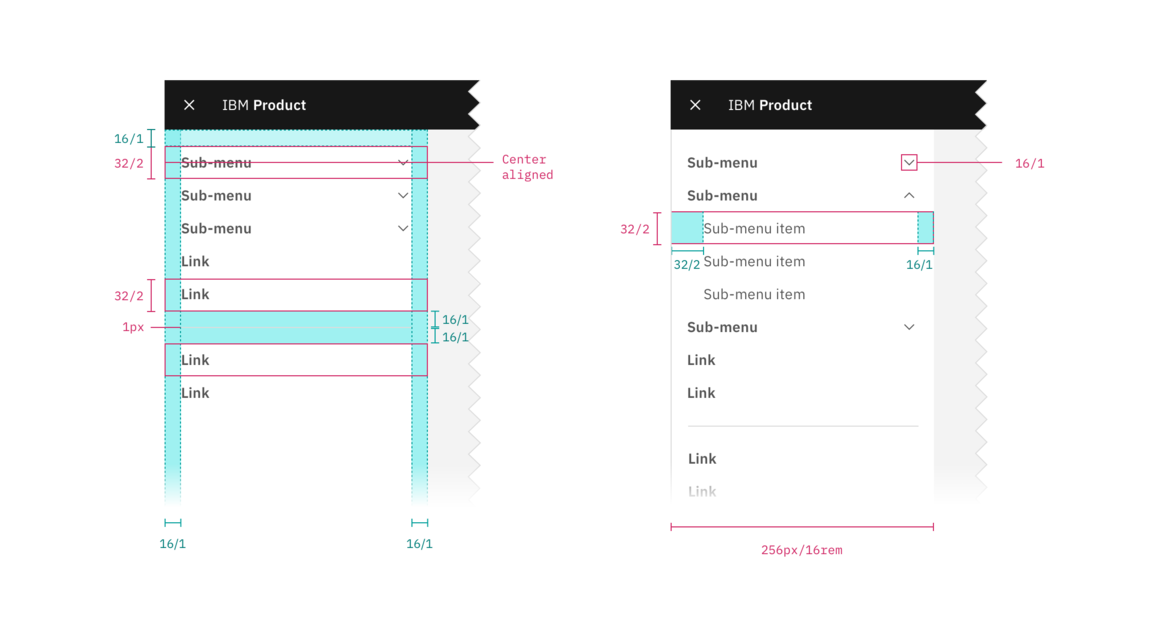 IBM Product
16/1
32/2
Sub-menu
Center
aligned
Sub-menu
Sub-menu
Link
32/2
Link
16/1
1px
16/1
Link
Link
16/1
16/1
IBM Product
Sub-menu
16/1
Sub-menu
32/2
Sub-menu item
32/2
Sub-menu item
16/1
Sub-menu item
Sub-menu
Link
Link
Link
Link
256px/16rem